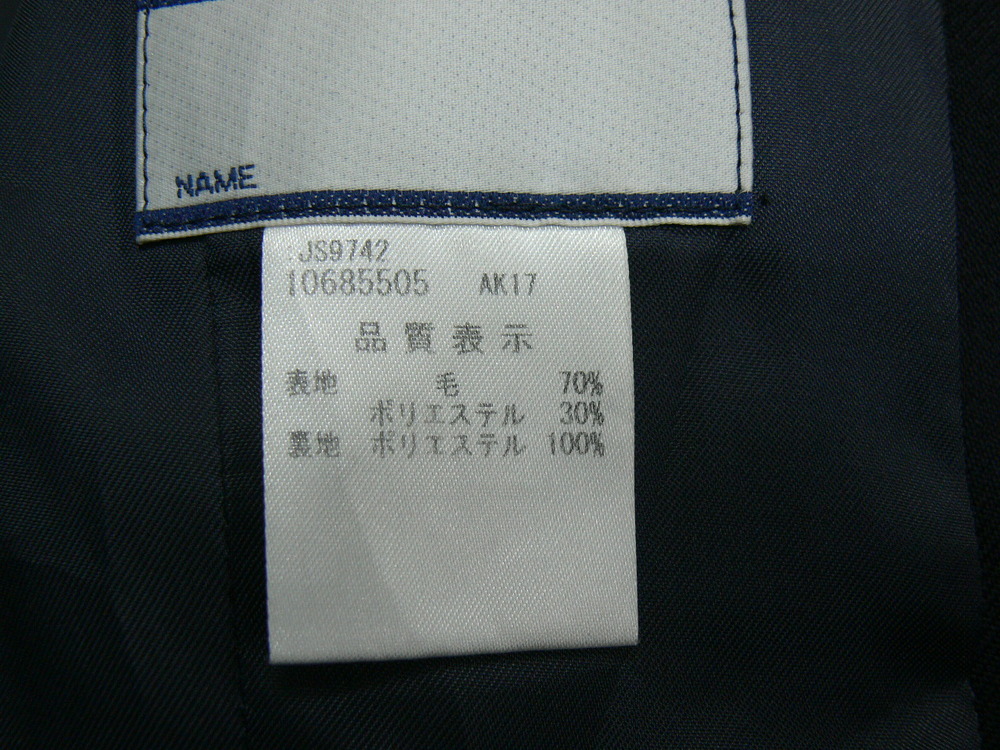 NAME
JS9742
10685505 AK17
品質表示
表地 毛 70%
ポリエステル 30%
裏地 ポリエステル 100%